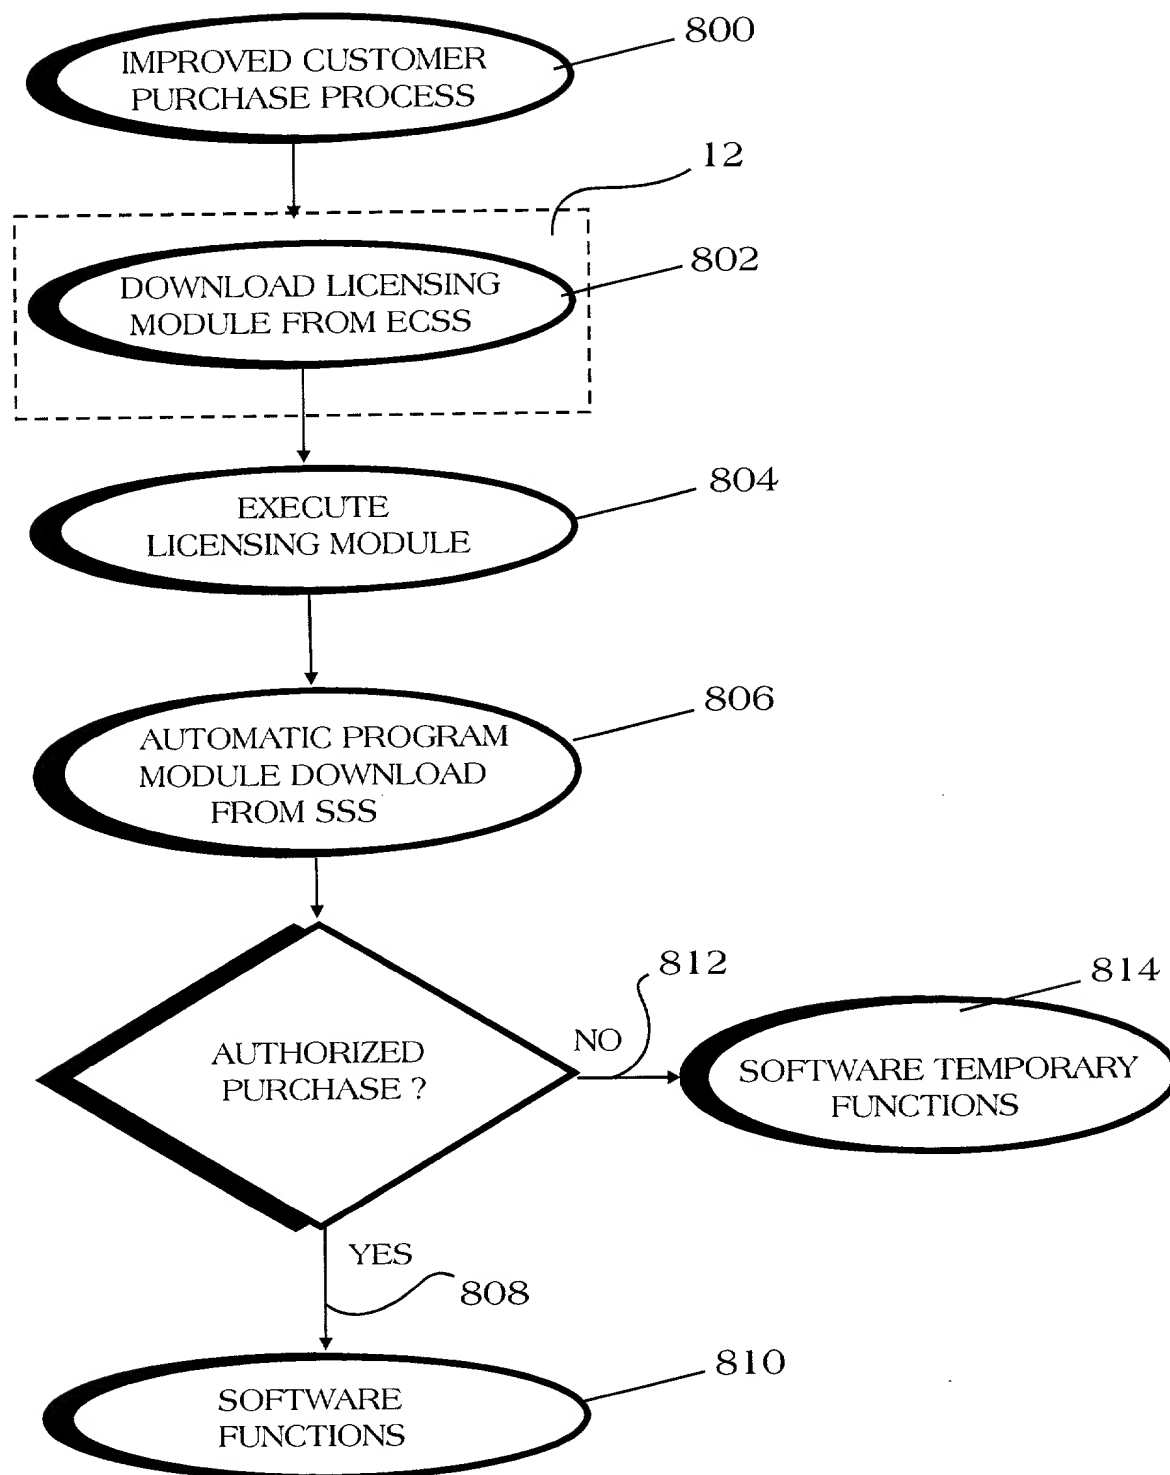 IMPROVED CUSTOMER
PURCHASE PROCESS
800
12
DOWNLOAD LICENSING
MODULE FROM ECSS
802
EXECUTE
LICENSING MODULE
804
AUTOMATIC PROGRAM
MODULE DOWNLOAD
FROM SSS
806
AUTHORIZED
PURCHASE ?
NO
812
814
SOFTWARE TEMPORARY
FUNCTIONS
YES
808
SOFTWARE
FUNCTIONS
810